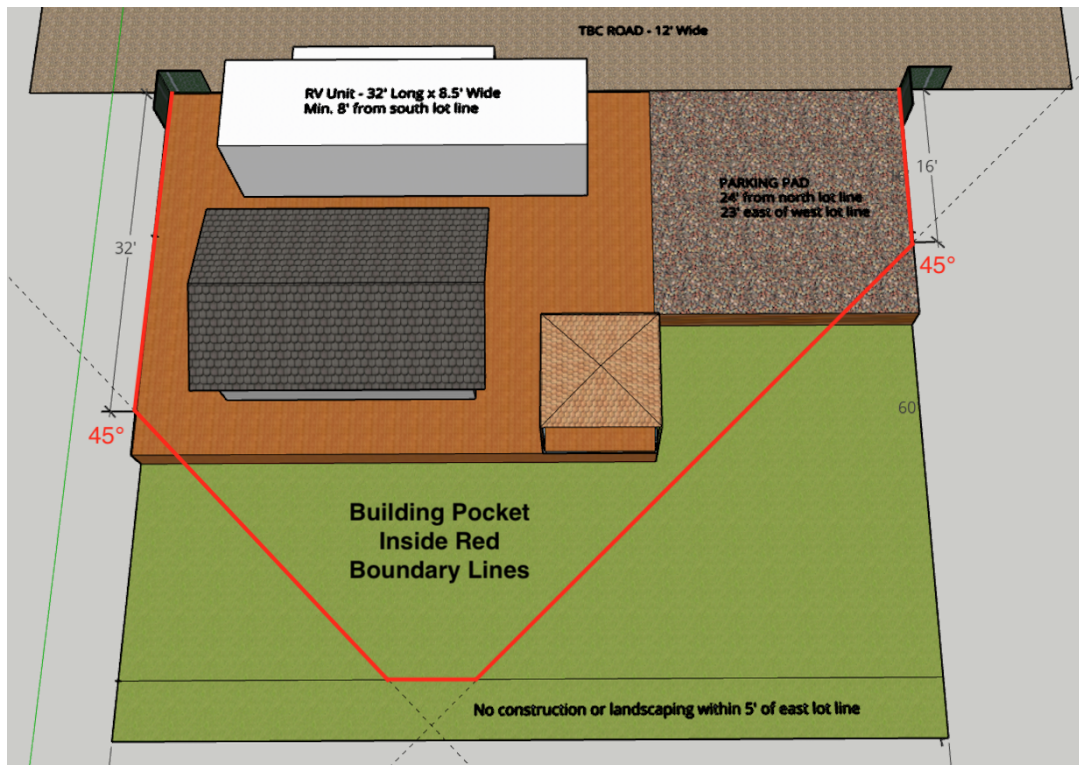 TBC ROAD - 12' Wide
RV Unit - 32' Long x 8.5' Wide
Min. 8' from south lot line
16'
PARKING PAD
24' from north lot line
23' east of west lot line
32'
45°
60
45°
Building Pocket
Inside Red
Boundary Lines
No construction or landscaping within 5' of east lot line